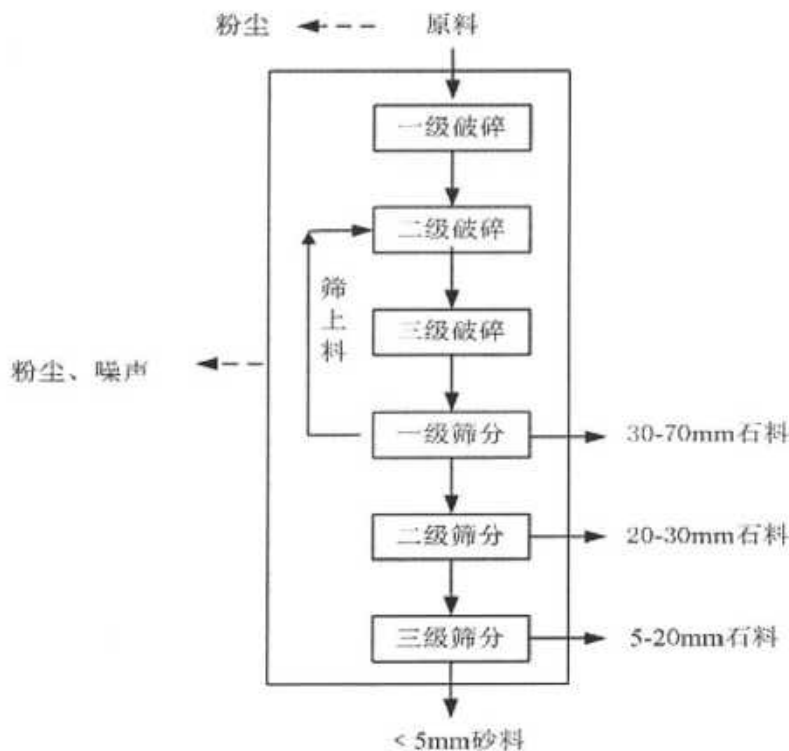 粉尘
原料
一级破碎
二级破碎
筛上料
三级破碎
粉尘、噪声
一级筛分
30-70mm石料
二级筛分
20-30mm石料
三级筛分
5-20mm石料
<5mm砂料